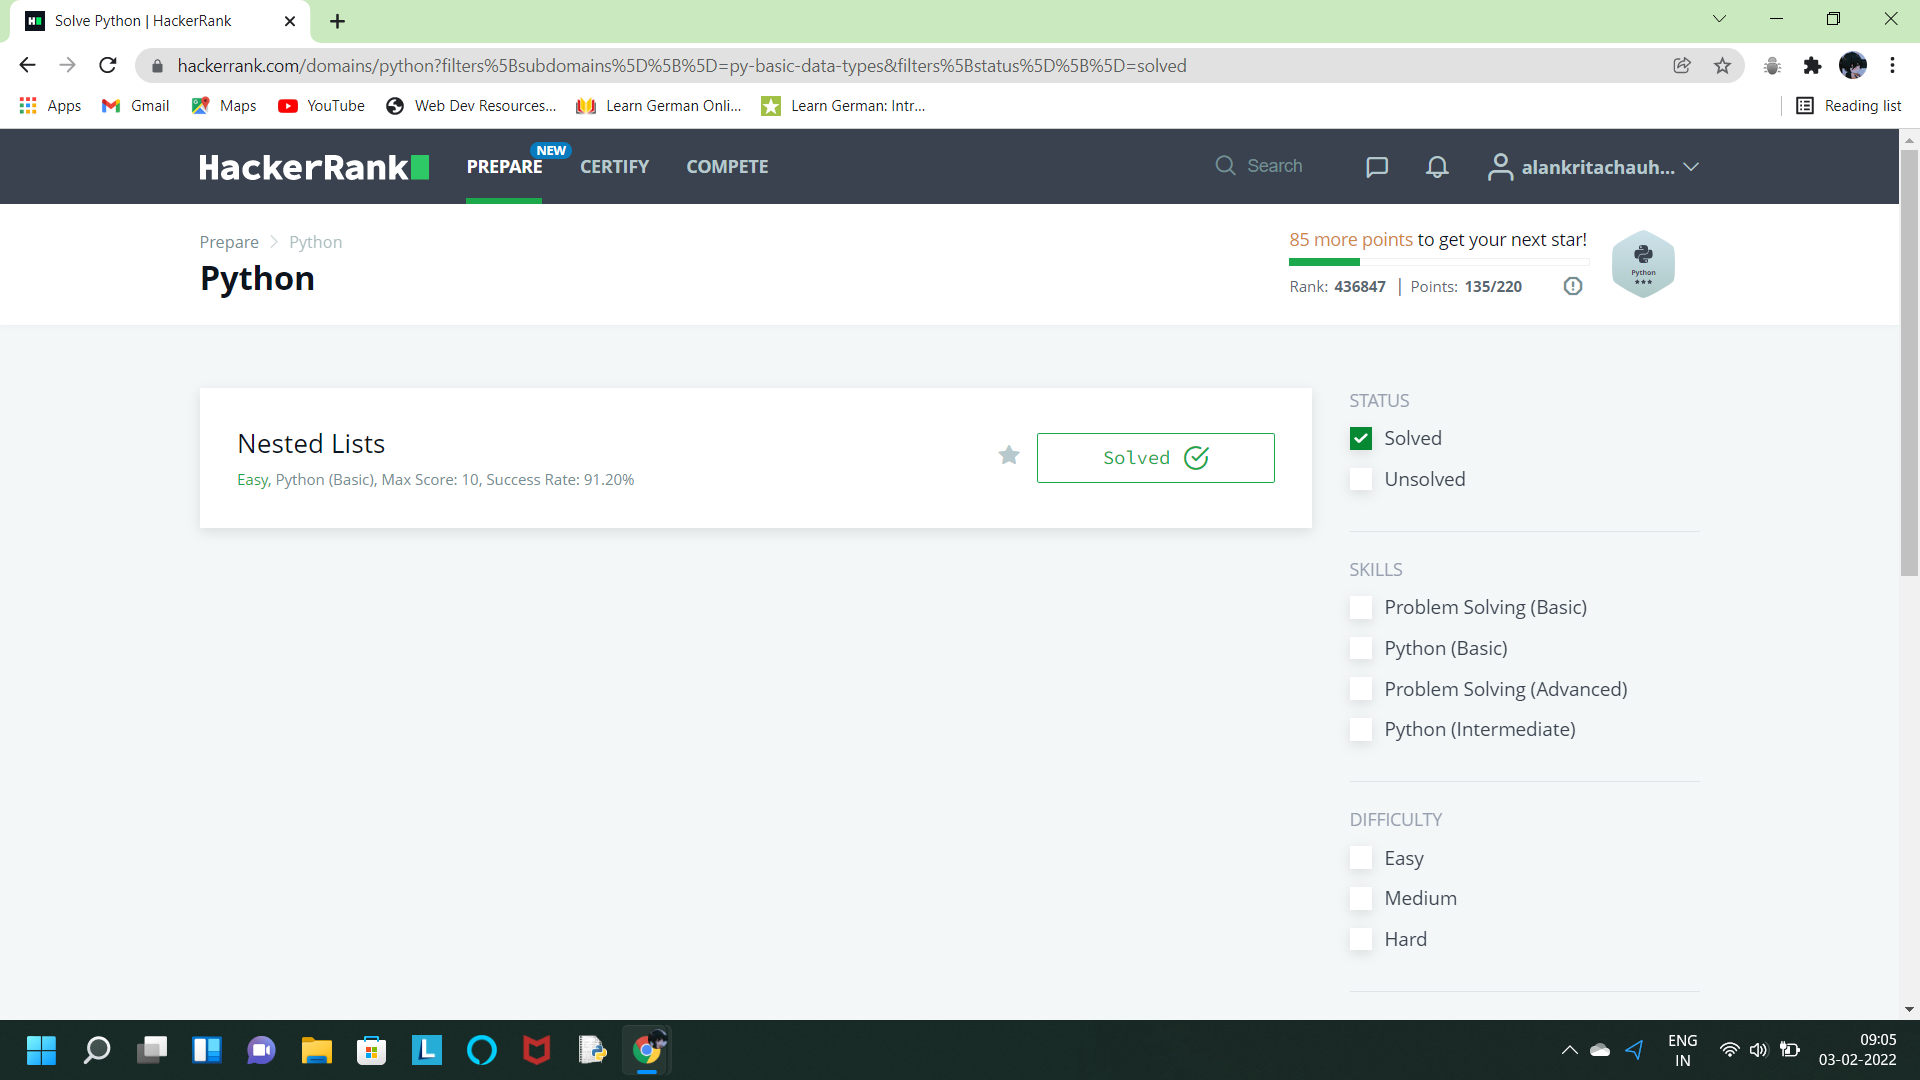 Solve Python | HackerRank
hackerrank.com/domains/python?filters%5Bsubdomains%5D%5B%5D=py-basic-data-types&filters%5Bstatus%5D%5B%5D=solved
Apps Gmail Maps YouTube Web Dev Resources... Learn German Onli... Learn German: Intr... Reading list
HackerRank PREPARE NEW CERTIFY COMPETE Search alankritachauh...
Prepare Python
Python
85 more points to get your next star!
Rank: 436847 | Points: 135/220
Python
Nested Lists
Easy, Python (Basic), Max Score: 10, Success Rate: 91.20%
Solved
STATUS
Solved
Unsolved
SKILLS
Problem Solving (Basic)
Python (Basic)
Problem Solving (Advanced)
Python (Intermediate)
DIFFICULTY
Easy
Medium
Hard
L
ENG
IN
09:05
03-02-2022